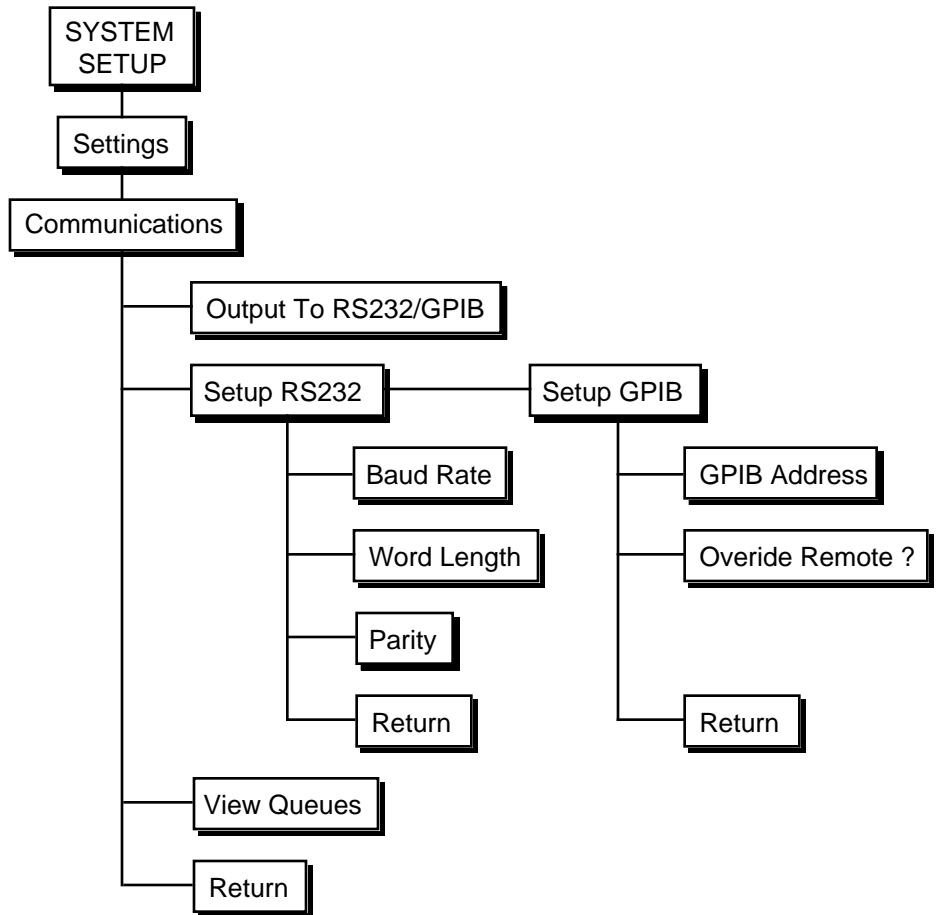 SYSTEM
SETUP
Settings
Communications
Output To RS232/GPIB
Setup RS232
Setup GPIB
Baud Rate
GPIB Address
Word Length
Overide Remote ?
Parity
Return
Return
View Queues
Return